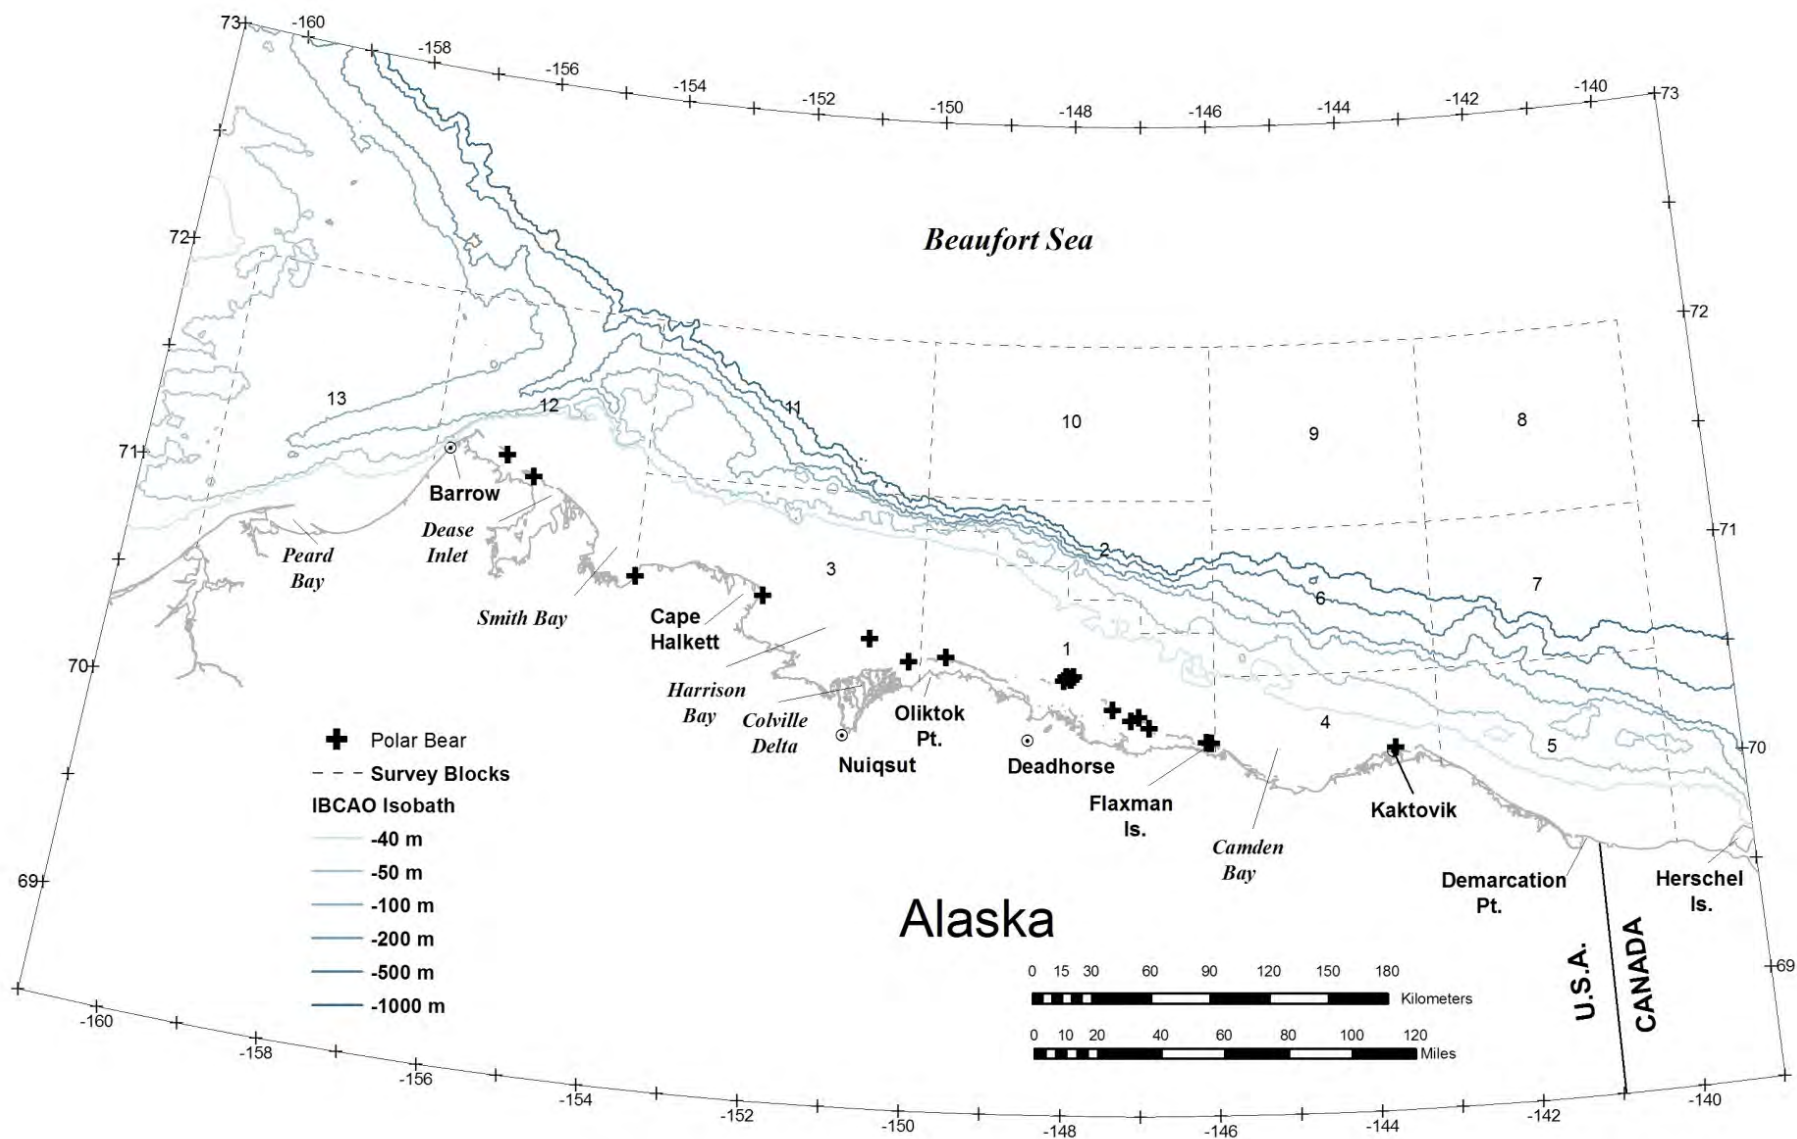 73
-160
-158
-156
-154
-152
-150
-148
-146
-144
-142
-140
73
72
Beaufort Sea
72
13
12
11
10
9
8
71
71
Barrow
Dease
Inlet
Peard
Bay
Smith Bay
Cape
Halkett
3
2
1
6
7
4
5
70
70
Harrison
Bay
Colville
Delta
Oliktok
Pt.
Nuiqsut
Deadhorse
Flaxman
Is.
Camden
Bay
Kaktovik
Demarcation
Pt.
Herschel
Is.
Polar Bear
Survey Blocks
IBCAO Isobath
-40 m
-50 m
-100 m
-200 m
-500 m
-1000 m
69
69
Alaska
U.S.A.
CANADA
0 15 30 60 90 120 150 180
Kilometers
0 10 20 40 60 80 100 120
Miles
-160
-158
-156
-154
-152
-150
-148
-146
-144
-142
-140